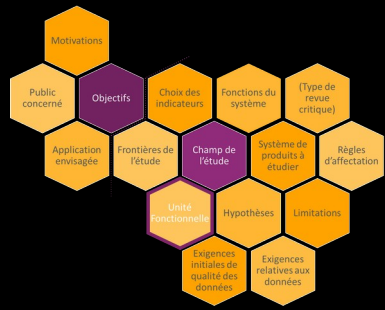 Motivations
Public
concerné
Objectifs
Choix des
indicateurs
Fonctions du
système
(Type de
revue
critique)
Application
envisagée
Frontières de
l'étude
Champ de
l'étude
Système de
produits à
étudier
Règles
d'affectation
Unité
Fonctionnelle
Hypothèses
Limitations
Exigences
initiales de
qualité des
données
Exigences
relatives aux
données